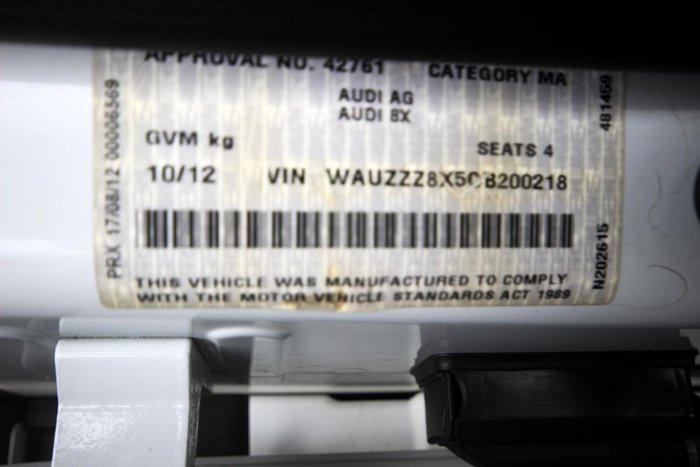 APPROVAL NO. 42761 CATEGORY MA
AUDI AG
AUDI 8X
GVM kg SEATS 4
10/12 VIN WAUZZZ8X5CB200218
THIS VEHICLE WAS MANUFACTURED TO COMPLY
WITH THE MOTOR VEHICLE STANDARDS ACT 1989
PRX 17/08/12 00006569
481459
N202615